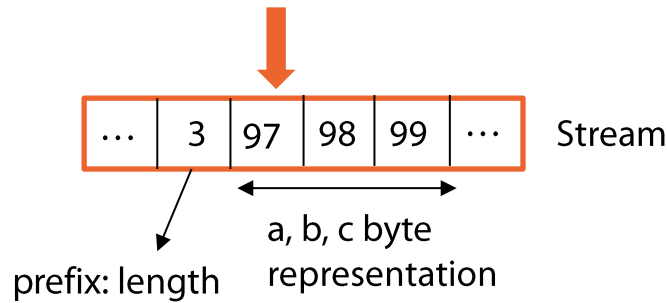 ... 3 97 98 99 ... Stream
a, b, c byte
representation
prefix: length